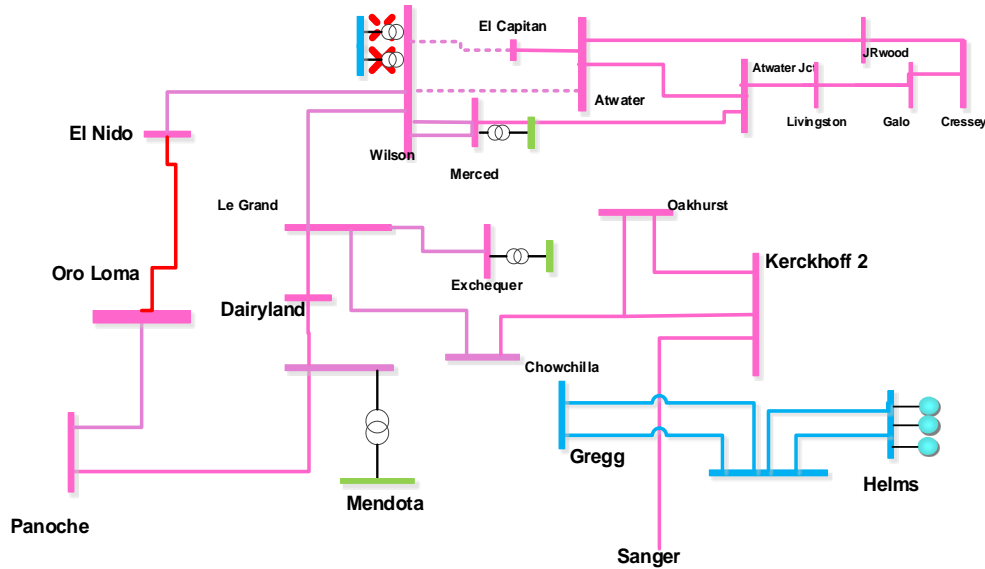 El Capitan
JRwood
Atwater Jct
Atwater
El Nido
Livingston
Galo
Cressey
Wilson
Merced
Le Grand
Oakhurst
Oro Loma
Kerckhoff 2
Exchequer
Dairyland
Chowchilla
Gregg
Helms
Mendota
Panoche
Sanger